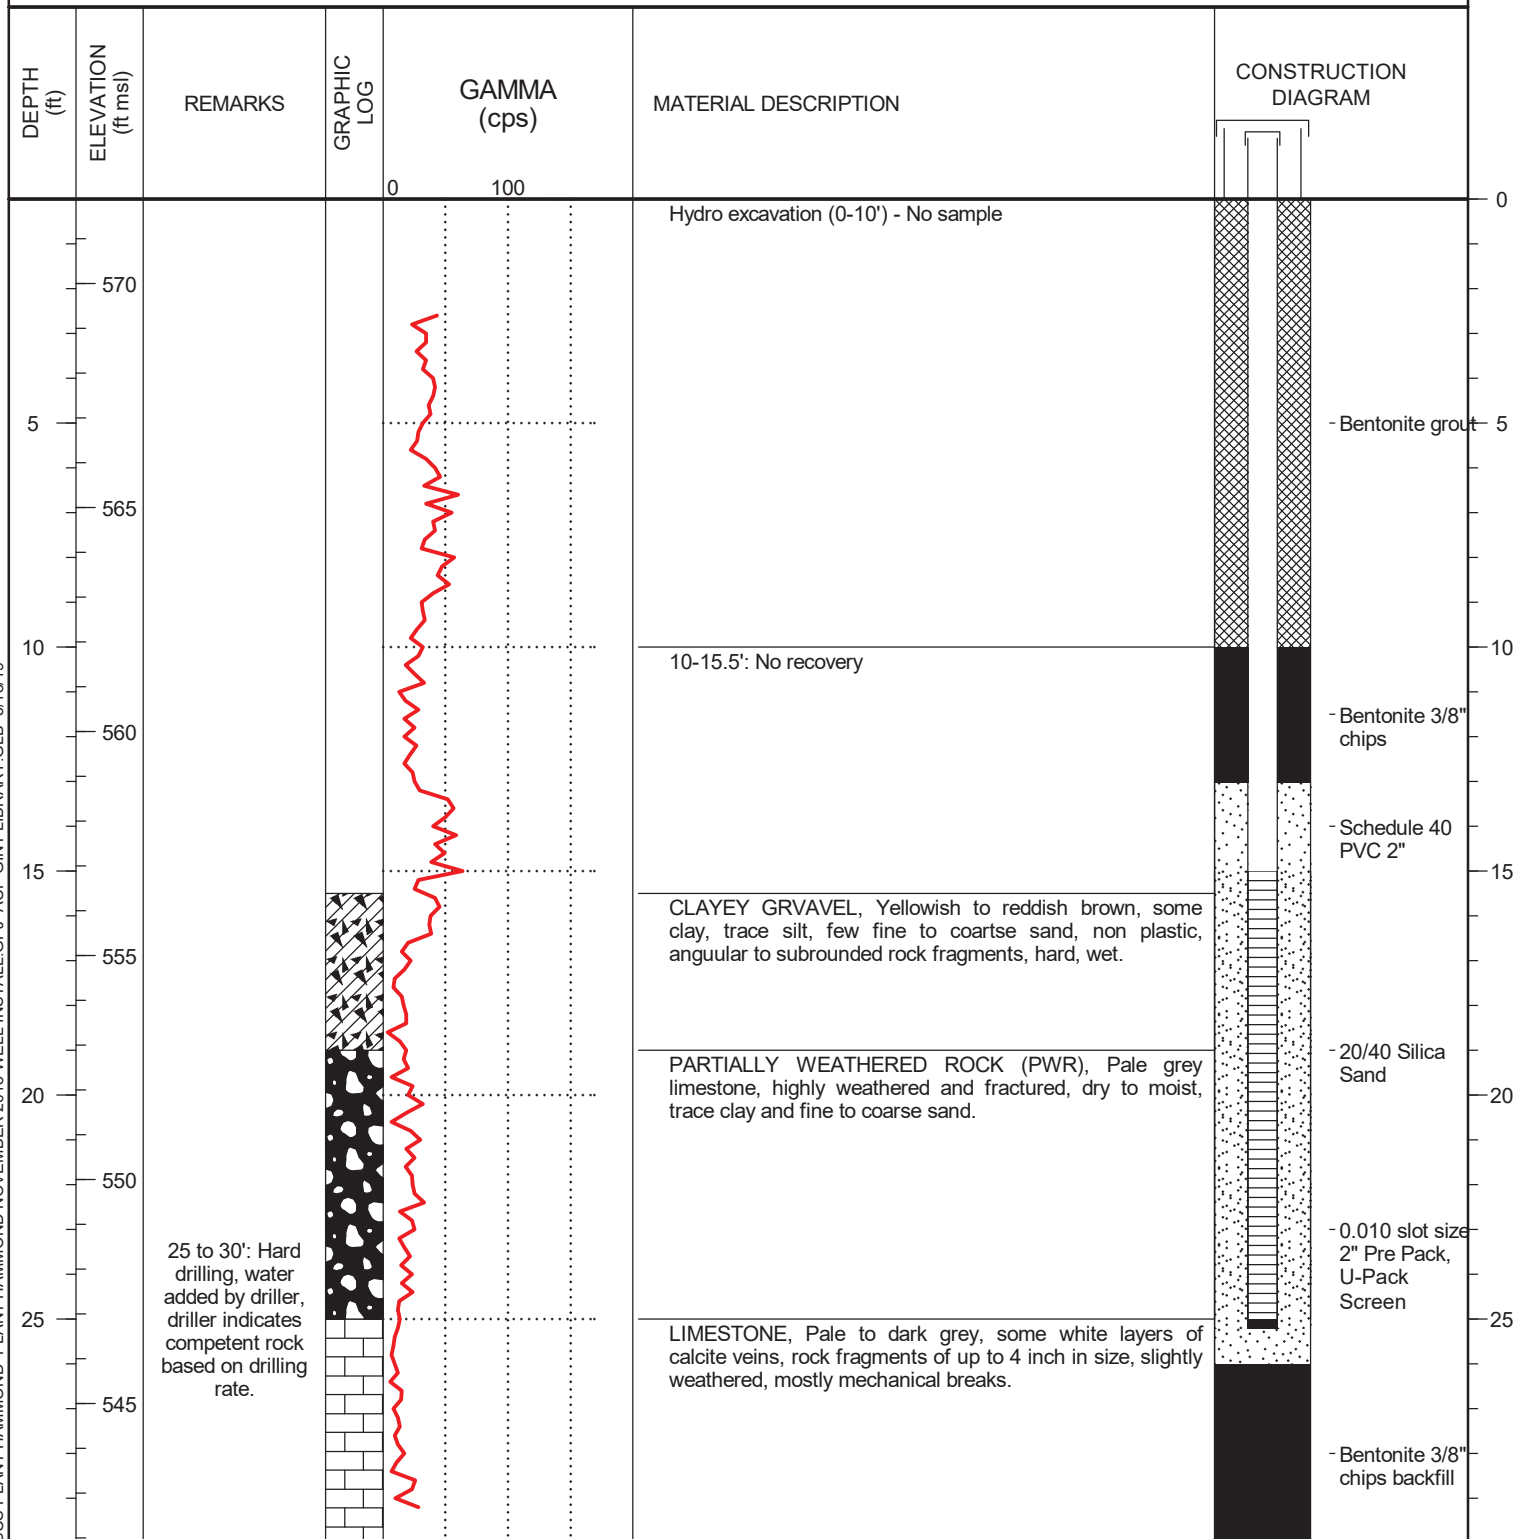 DEPTH
(ft)
ELEVATION
(ft msl)
REMARKS
GRAPHIC
LOG
GAMMA
(cps)
0 100
MATERIAL DESCRIPTION
CONSTRUCTION
DIAGRAM
0
Hydro excavation (0-10') - No sample
570
5
Bentonite grout
5
565
10
10-15.5': No recovery
10
560
Bentonite 3/8"
chips
Schedule 40
PVC 2"
15
15
CLAYEY GRVAVEL, Yellowish to reddish brown, some
clay, trace silt, few fine to coartse sand, non plastic,
anguular to subrounded rock fragments, hard, wet.
555
PARTIALLY WEATHERED ROCK (PWR), Pale grey
limestone, highly weathered and fractured, dry to moist,
trace clay and fine to coarse sand.
20/40 Silica
Sand
20
20
550
25 to 30': Hard
drilling, water
added by driller,
driller indicates
competent rock
based on drilling
rate.
0.010 slot size
2" Pre Pack,
U-Pack
Screen
25
25
LIMESTONE, Pale to dark grey, some white layers of
calcite veins, rock fragments of up to 4 inch in size, slightly
weathered, mostly mechanical breaks.
545
Bentonite 3/8"
chips backfill